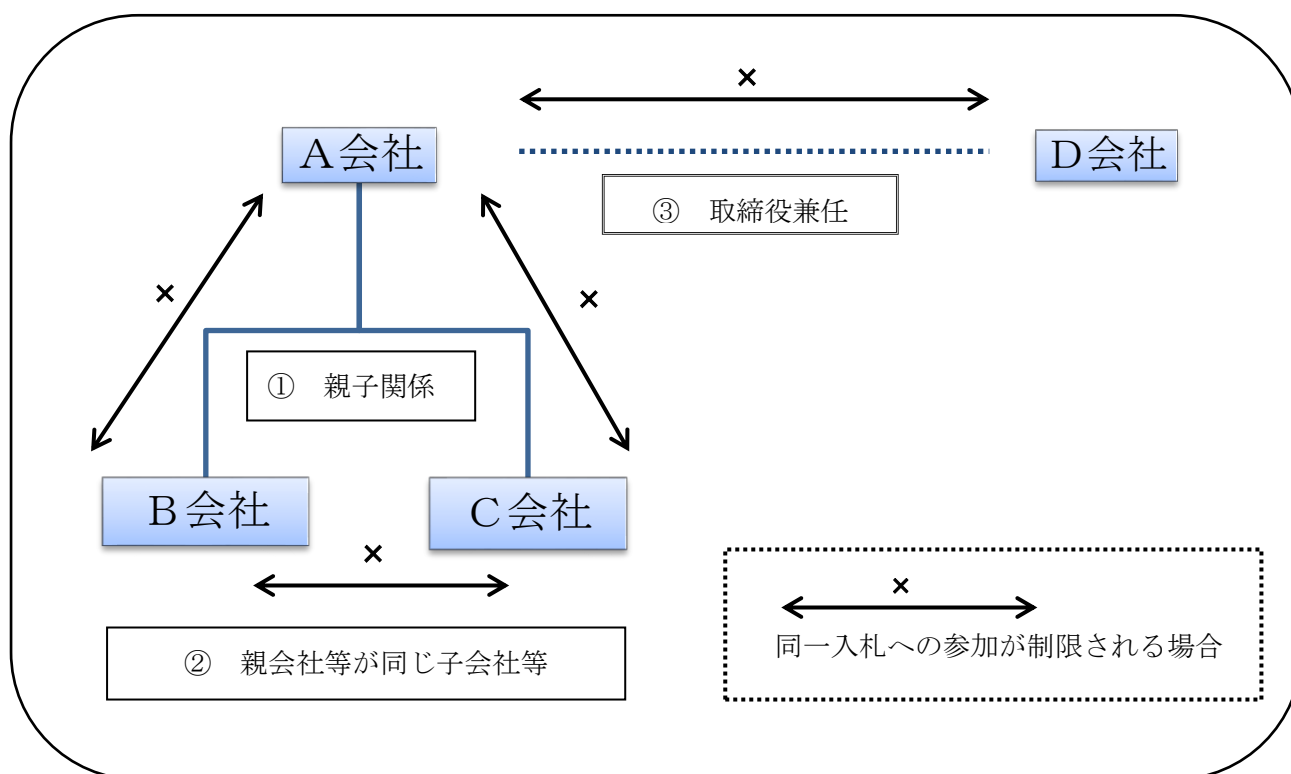 ×
Ａ会社
Ｄ会社
③　取締役兼任
×
×
①　親子関係
Ｂ会社
Ｃ会社
×
②　親会社等が同じ子会社等
×
同一入札への参加が制限される場合